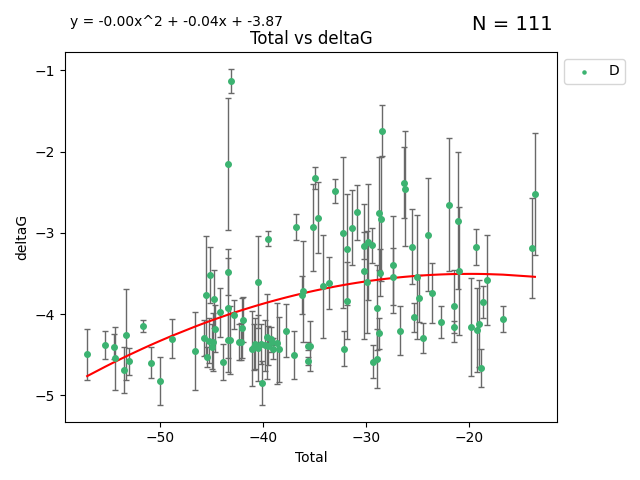 y = -0.00x^2 + -0.04x + -3.87
N = 111
Total vs deltaG
D
deltaG
−1
−2
−3
−4
−5
−50
−40
−30
−20
Total